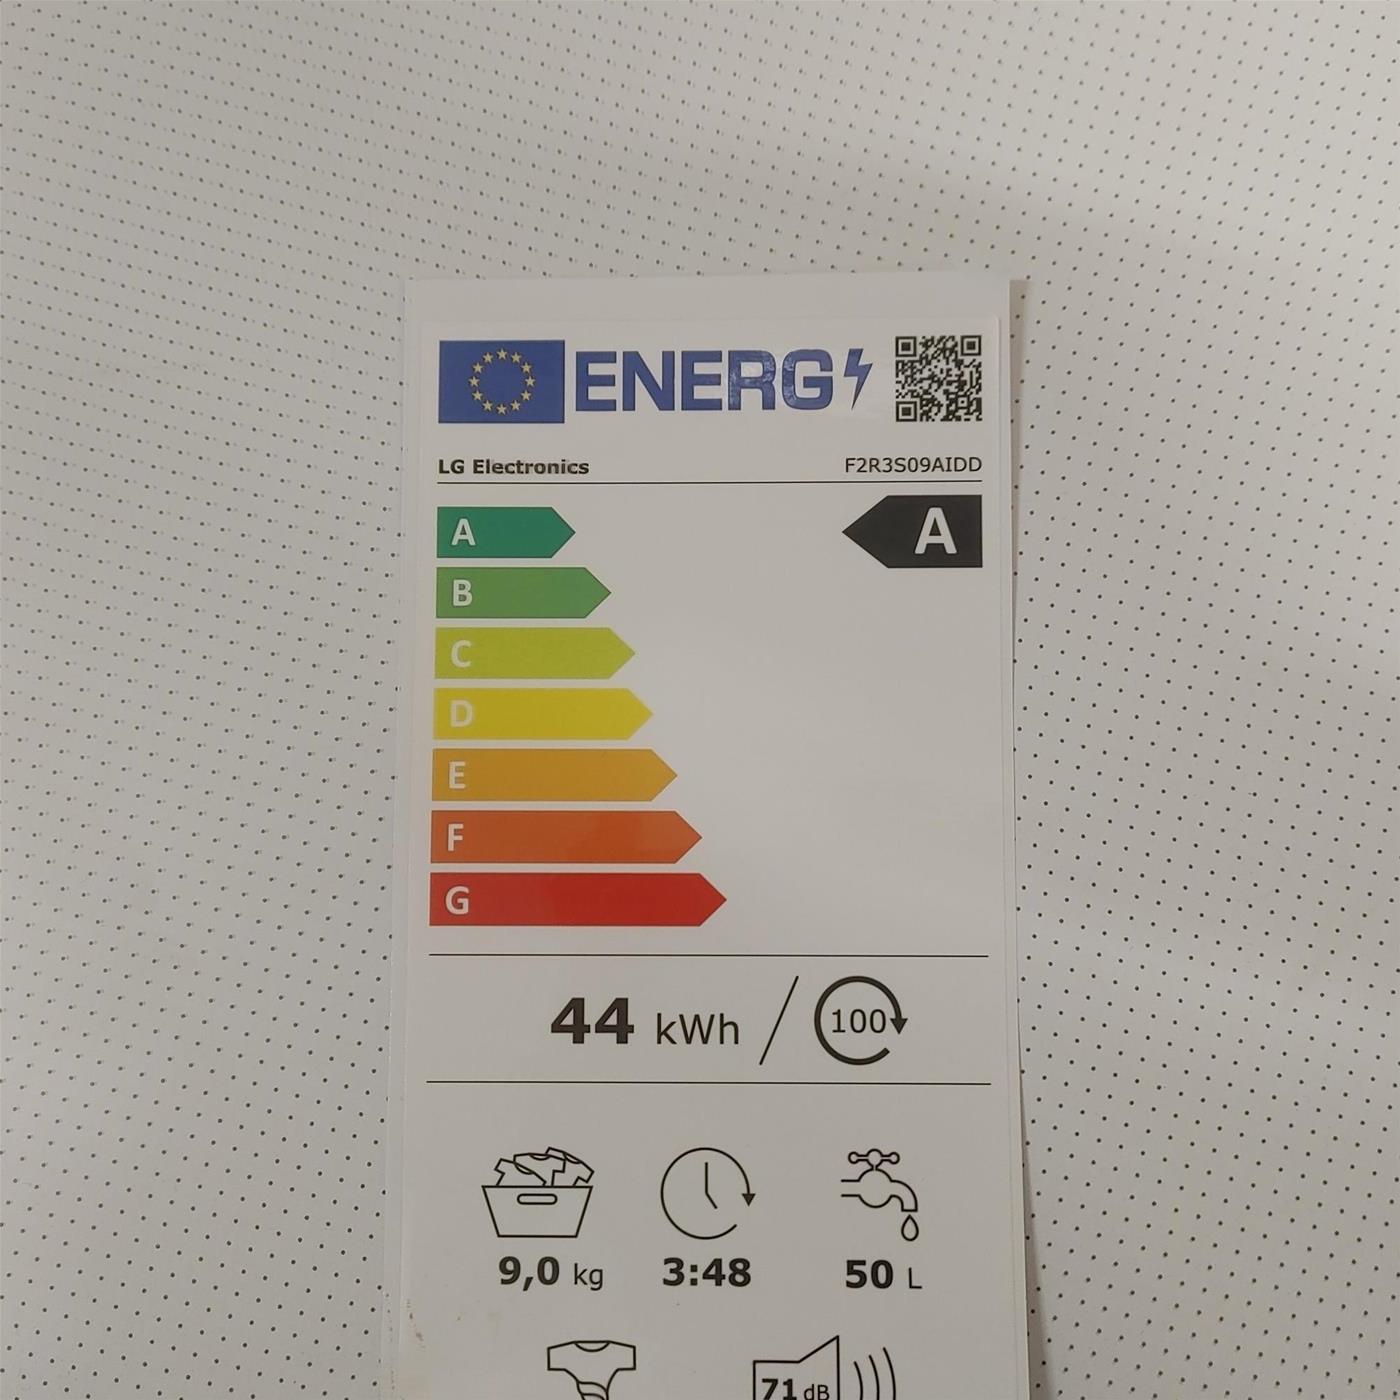 ENERG
LG Electronics F2R3S09AIDD
A A
B
C
D
E
F
G
44 kWh / 100
9,0 kg 3:48 50 L
71 dB